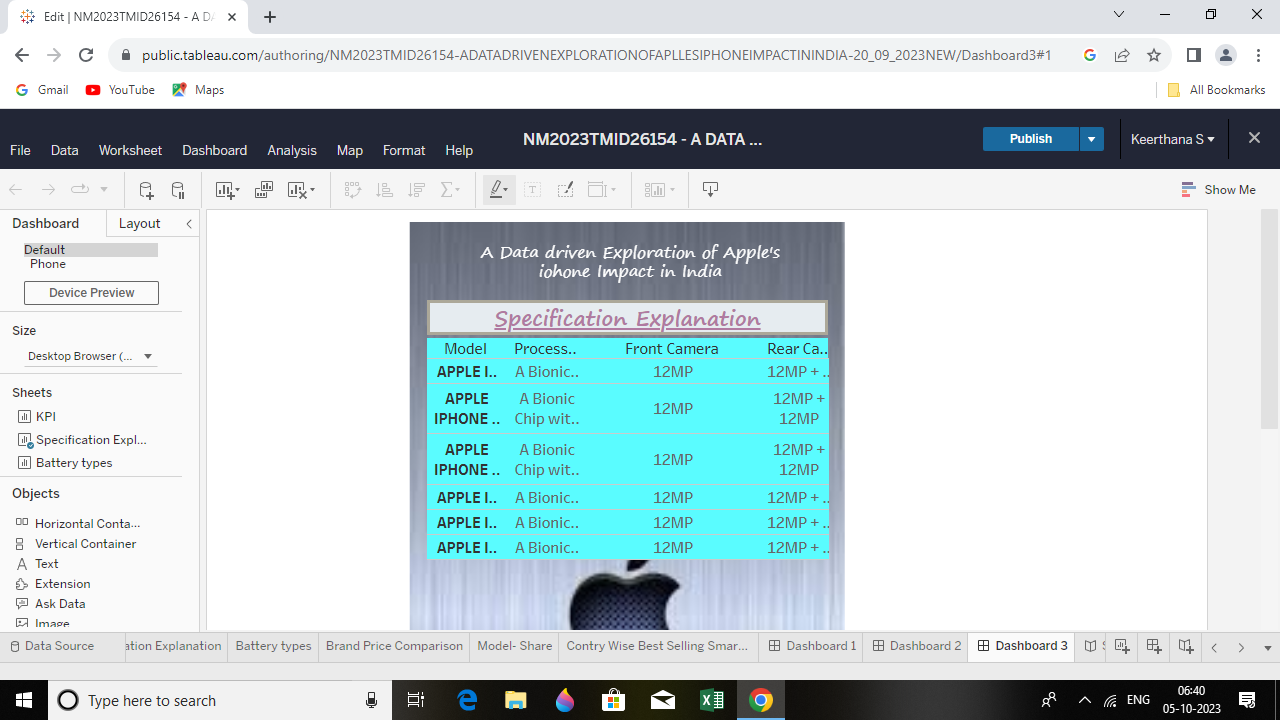 Edit | NM2023TMID26154 - A DA
public.tableau.com/authoring/NM2023TMID26154-ADATADRIVENEXPLORATIONOFAPLLESIPHONEIMPACTININDIA-20_09_2023NEW/Dashboard3#1
Gmail YouTube Maps All Bookmarks
NM2023TMID26154 - A DATA ...
File Data Worksheet Dashboard Analysis Map Format Help Publish Keerthana S
Show Me
Dashboard Layout
Default
Phone
Device Preview
Size
Desktop Browser (...
Sheets
KPI
Specification Expl...
Battery types
Objects
Horizontal Conta...
Vertical Container
Text
Extension
Ask Data
Image
A Data driven Exploration of Apple's
iohone Impact in India
Specification Explanation
Model Process.. Front Camera Rear Ca..
APPLE I.. A Bionic.. 12MP 12MP + ..
APPLE A Bionic 12MP +
IPHONE .. Chip wit.. 12MP 12MP
APPLE A Bionic 12MP +
IPHONE .. Chip wit.. 12MP 12MP
APPLE I.. A Bionic.. 12MP 12MP + ..
APPLE I.. A Bionic.. 12MP 12MP + ..
APPLE I.. A Bionic.. 12MP 12MP + ..
Data Source ation Explanation Battery types Brand Price Comparison Model- Share Contry Wise Best Selling Smar... Dashboard 1 Dashboard 2 Dashboard 3 S
Type here to search
ENG
06:40
05-10-2023